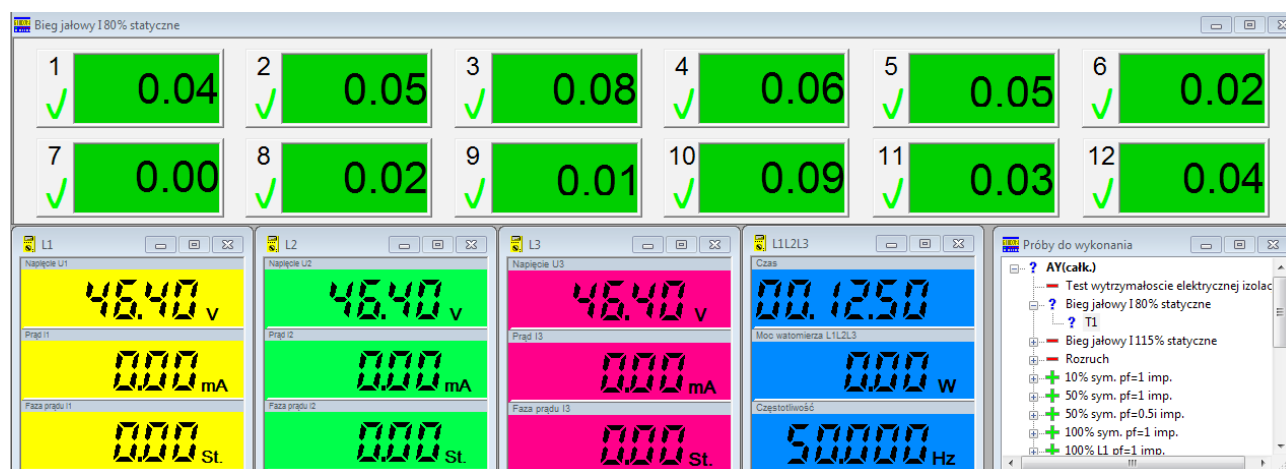 Bieg jałowy I 80% statyczne
1 0.04 2 0.05 3 0.08 4 0.06 5 0.05 6 0.02
7 0.00 8 0.02 9 0.01 10 0.09 11 0.03 12 0.04
L1
Napięcie U1
46.40 V
Prąd I1
0.00 mA
Faza prądu I1
0.00 St.
L2
Napięcie U2
46.40 V
Prąd I2
0.00 mA
Faza prądu I2
0.00 St.
L3
Napięcie U3
46.40 V
Prąd I3
0.00 mA
Faza prądu I3
0.00 St.
L1L2L3
Czas
00.12.50
Moc watomierza L1L2L3
0.00 W
Częstotliwość
50.000 Hz
Próby do wykonania
? AY(całk.)
Test wytrzymałoscie elektrycznej izolac
? Bieg jałowy I 80% statyczne
? T1
Bieg jałowy I 115% statyczne
Rozruch
10% sym. pf=1 imp.
50% sym. pf=1 imp.
50% sym. pf=0.5i imp.
100% sym. pf=1 imp.
100% L1 pf=1 imp.